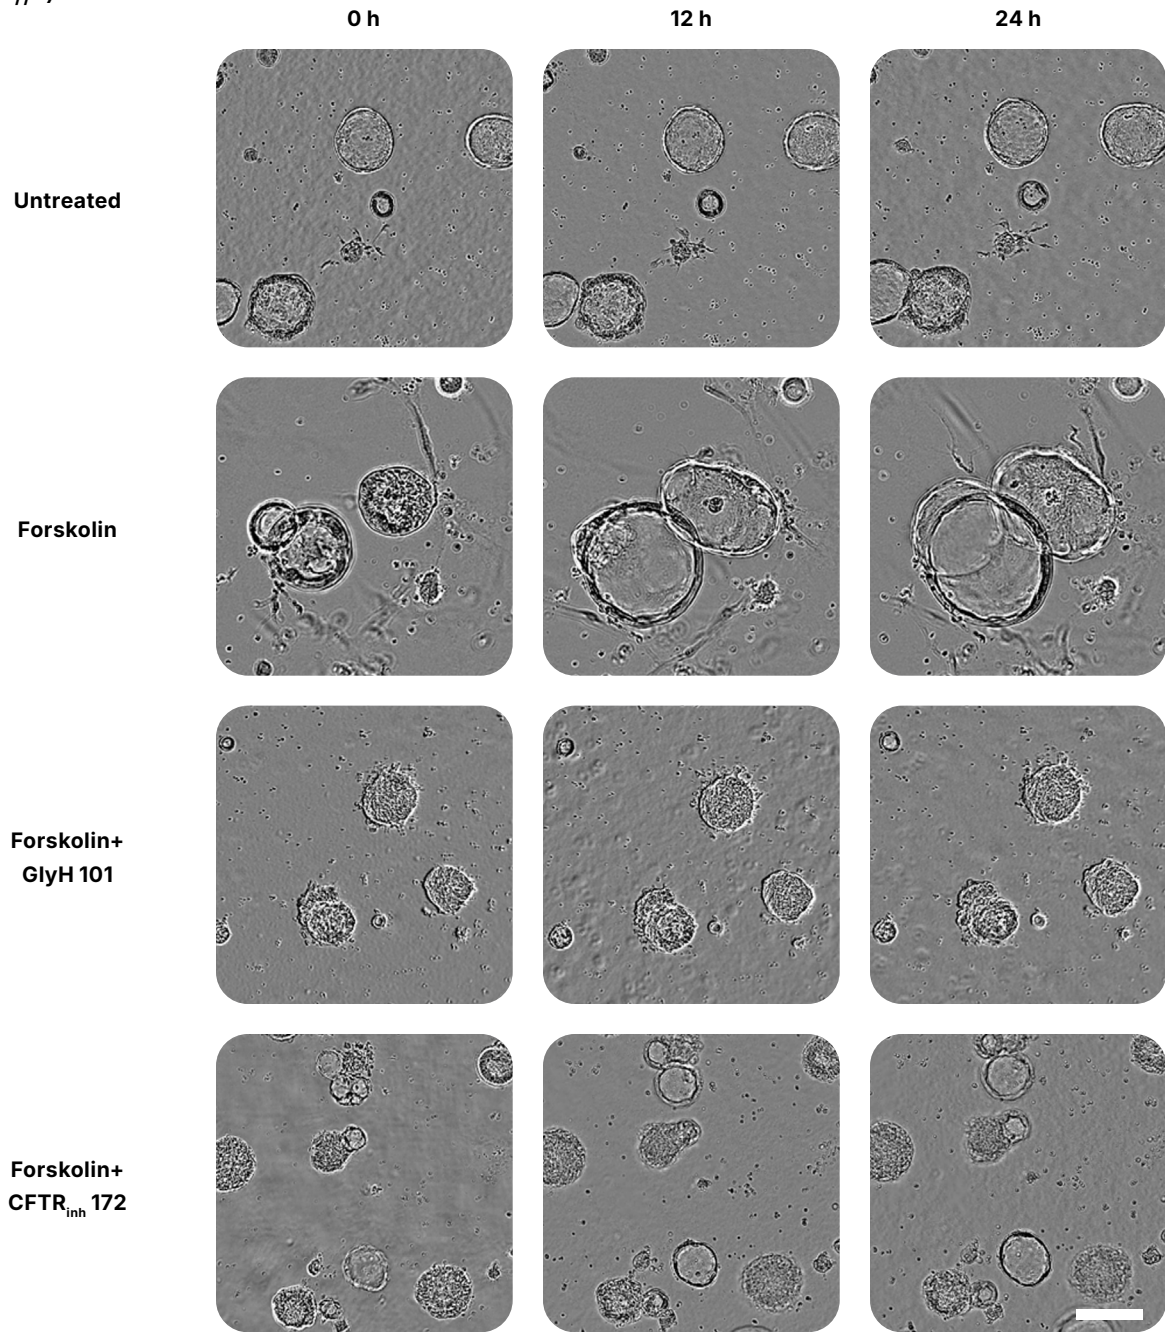 0 h 12 h 24 h
Untreated
Forskolin
Forskolin+
GlyH 101
Forskolin+
CFTRinh 172